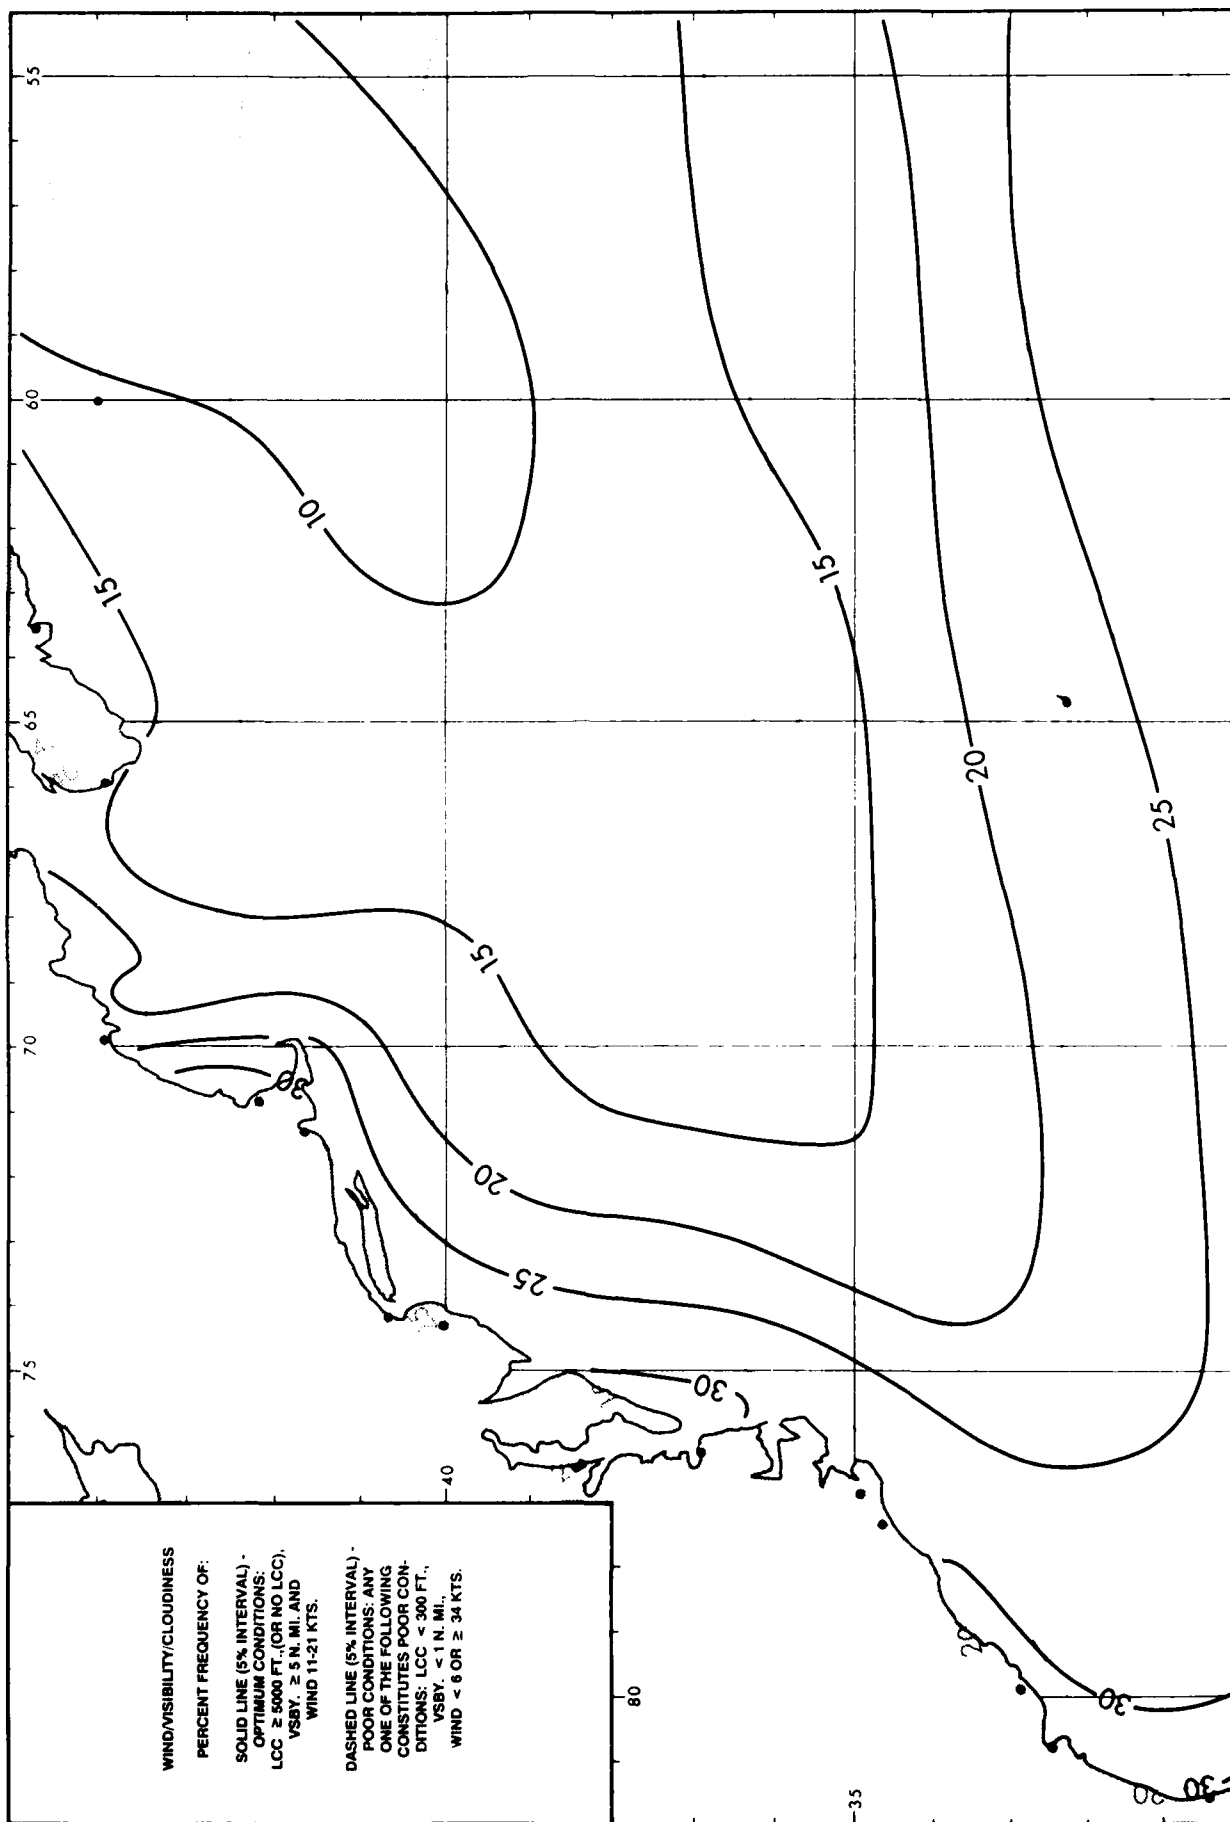 WIND/VISIBILITY/CLOUDINESS
PERCENT FREQUENCY OF:
SOLID LINE (5% INTERVAL) -
OPTIMUM CONDITIONS:
LCC ≥ 5000 FT.,(OR NO LCC),
VSBY. ≥ 5 N. MI. AND
WIND 11-21 KTS.
DASHED LINE (5% INTERVAL) -
POOR CONDITIONS: ANY
ONE OF THE FOLLOWING
CONSTITUTES POOR CON-
DITIONS: LCC < 300 FT.,
VSBY. < 1 N. MI.,
WIND < 6 OR ≥ 34 KTS.
80
75
70
65
60
55
40
35
15
10
15
15
20
25
30
30
20
25
20
30
20
30